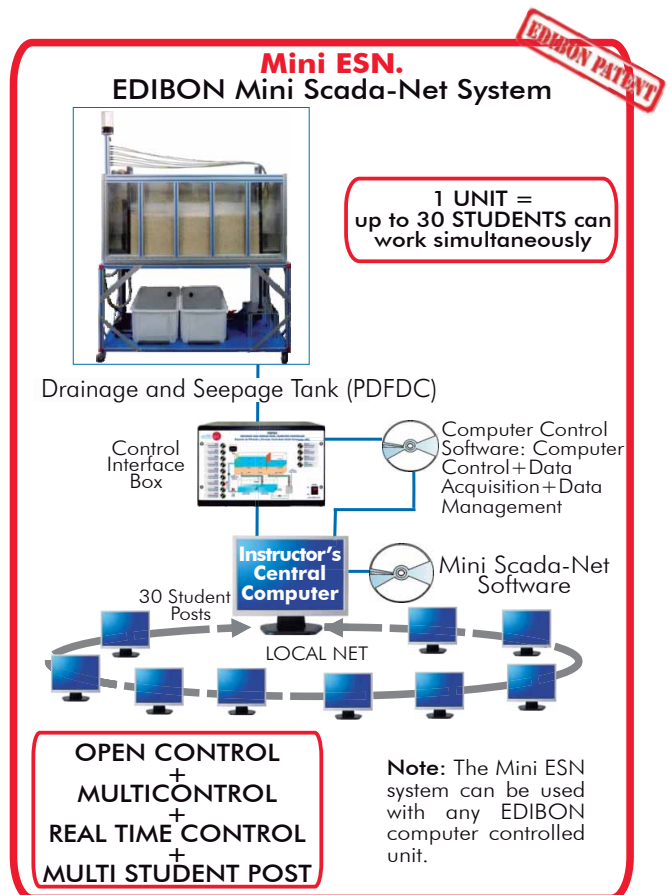 EDIBON PATENT
Mini ESN.
EDIBON Mini Scada-Net System
1 UNIT =
up to 30 STUDENTS can
work simultaneously
Drainage and Seepage Tank (PDFDC)
Control
Interface
Box
Computer Control
Software: Computer
Control+Data
Acquisition+Data
Management
Instructor's
Central
Computer
Mini Scada-Net
Software
30 Student
Posts
LOCAL NET
OPEN CONTROL
+
MULTICONTROL
+
REAL TIME CONTROL
+
MULTI STUDENT POST
Note: The Mini ESN
system can be used
with any EDIBON
computer controlled
unit.